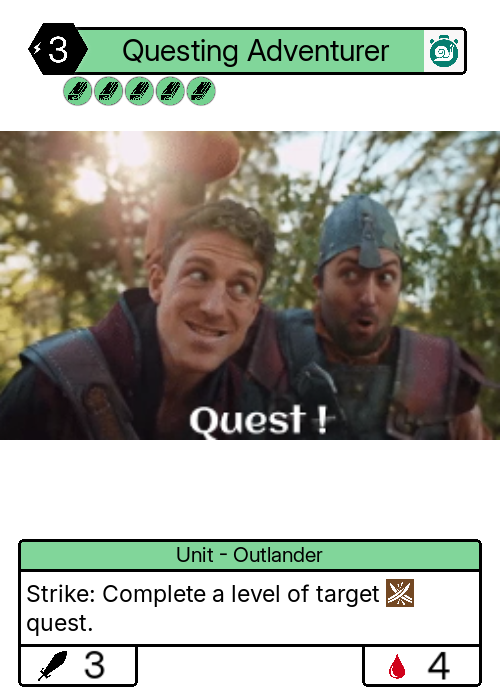 3 Questing Adventurer
Quest !
Unit - Outlander
Strike: Complete a level of target
quest.
3 4